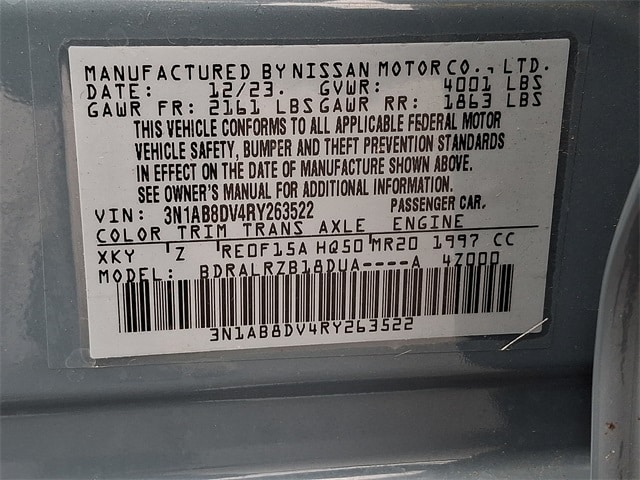 MANUFACTURED BY NISSAN MOTOR CO., LTD.
DATE: 12/23. GVWR: 4001 LBS
GAWR FR: 2161 LBS GAWR RR: 1863 LBS
THIS VEHICLE CONFORMS TO ALL APPLICABLE FEDERAL MOTOR
VEHICLE SAFETY, BUMPER AND THEFT PREVENTION STANDARDS
IN EFFECT ON THE DATE OF MANUFACTURE SHOWN ABOVE.
SEE OWNER'S MANUAL FOR ADDITIONAL INFORMATION.
VIN: 3N1AB8DV4RY263522 PASSENGER CAR.
COLOR TRIM TRANS AXLE ENGINE
XKY Z RE0F15A HQ50 MR20 1997 CC
MODEL: BDRALRZB18DUA----A 4Z000
3N1AB8DV4RY263522